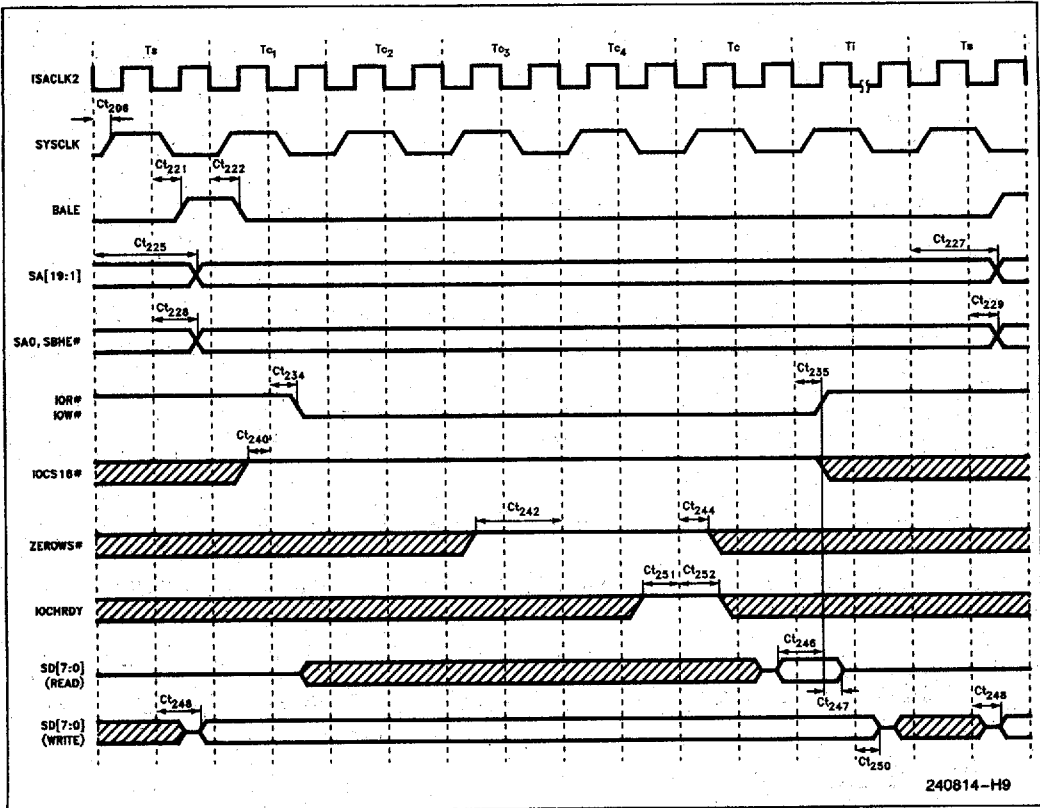 Ts Tc1 Tc2 Tc3 Tc4 Tc Ti Ts
ISACLK2
Ct206
SYSCLK
Ct221 Ct222
BALE
Ct225 Ct227
SA[19:1]
Ct228 Ct229
SA0, SBHE#
Ct234 Ct235
IOR#
IOW#
Ct240
IOCS16#
Ct242 Ct244
ZEROWS#
Ct251 Ct252
IOCHRDY
Ct246
SD[7:0]
(READ)
Ct247
Ct248 Ct248
SD[7:0]
(WRITE)
Ct250
240814-H9